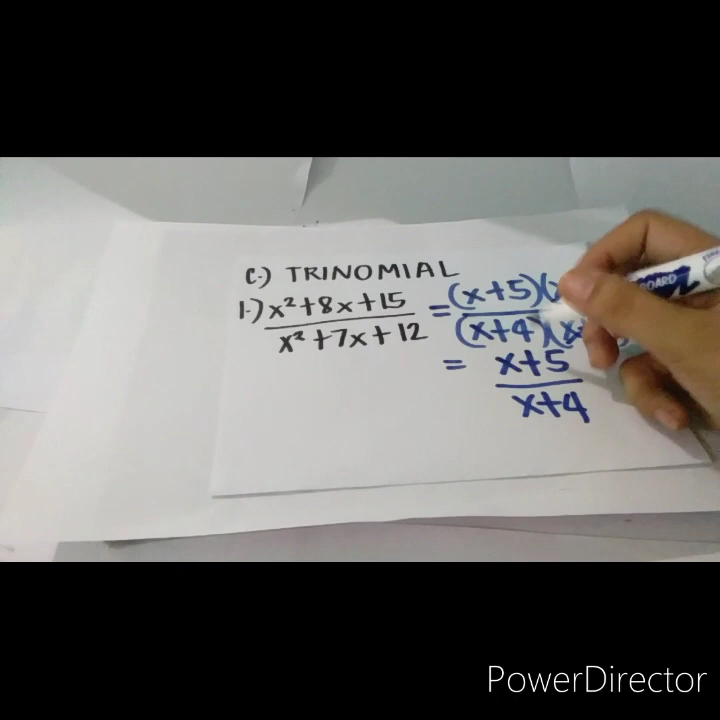 C.) TRINOMIAL
1.) x²+8x+15 = (x+5)(x
x²+7x+12 (x+4)(x+
= x+5
x+4
BOARD
PowerDirector